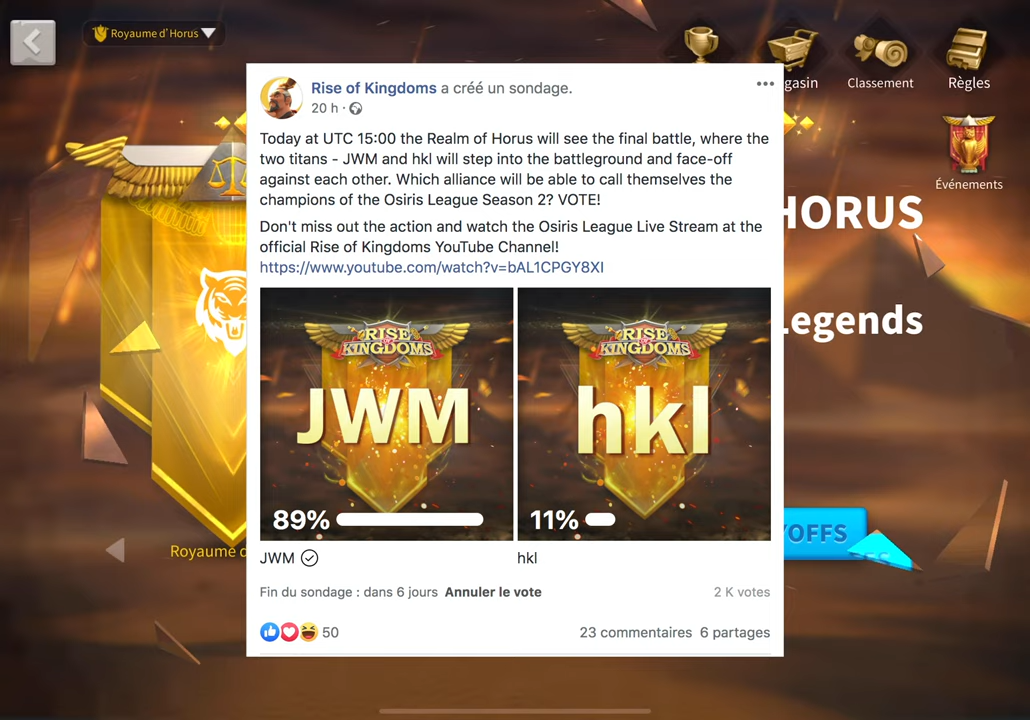 Royaume d'Horus
gasin
Classement
Règles
Événements
HORUS
Legends
Royaume d
YOFFS
Rise of Kingdoms a créé un sondage.
20 h ·
Today at UTC 15:00 the Realm of Horus will see the final battle, where the
two titans - JWM and hkl will step into the battleground and face-off
against each other. Which alliance will be able to call themselves the
champions of the Osiris League Season 2? VOTE!
Don't miss out the action and watch the Osiris League Live Stream at the
official Rise of Kingdoms YouTube Channel!
https://www.youtube.com/watch?v=bAL1CPGY8XI
RISE
OF
KINGDOMS
JWM
89%
RISE
OF
KINGDOMS
hkl
11%
JWM
hkl
Fin du sondage : dans 6 jours Annuler le vote
2 K votes
50
23 commentaires 6 partages